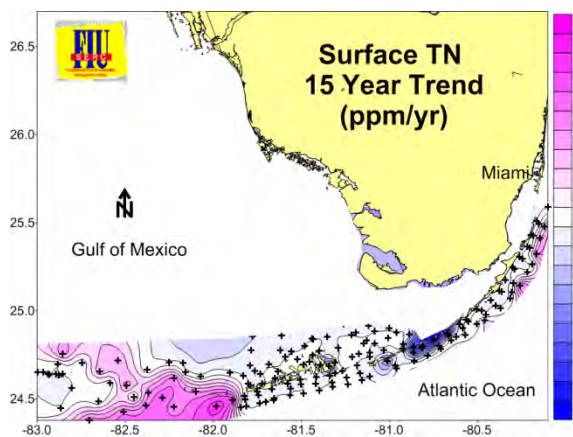 FIU
SERC
Surface TN
15 Year Trend
(ppm/yr)
Miami
N
Gulf of Mexico
Atlantic Ocean
26.5
26.0
25.5
25.0
24.5
-83.0
-82.5
-82.0
-81.5
-81.0
-80.5